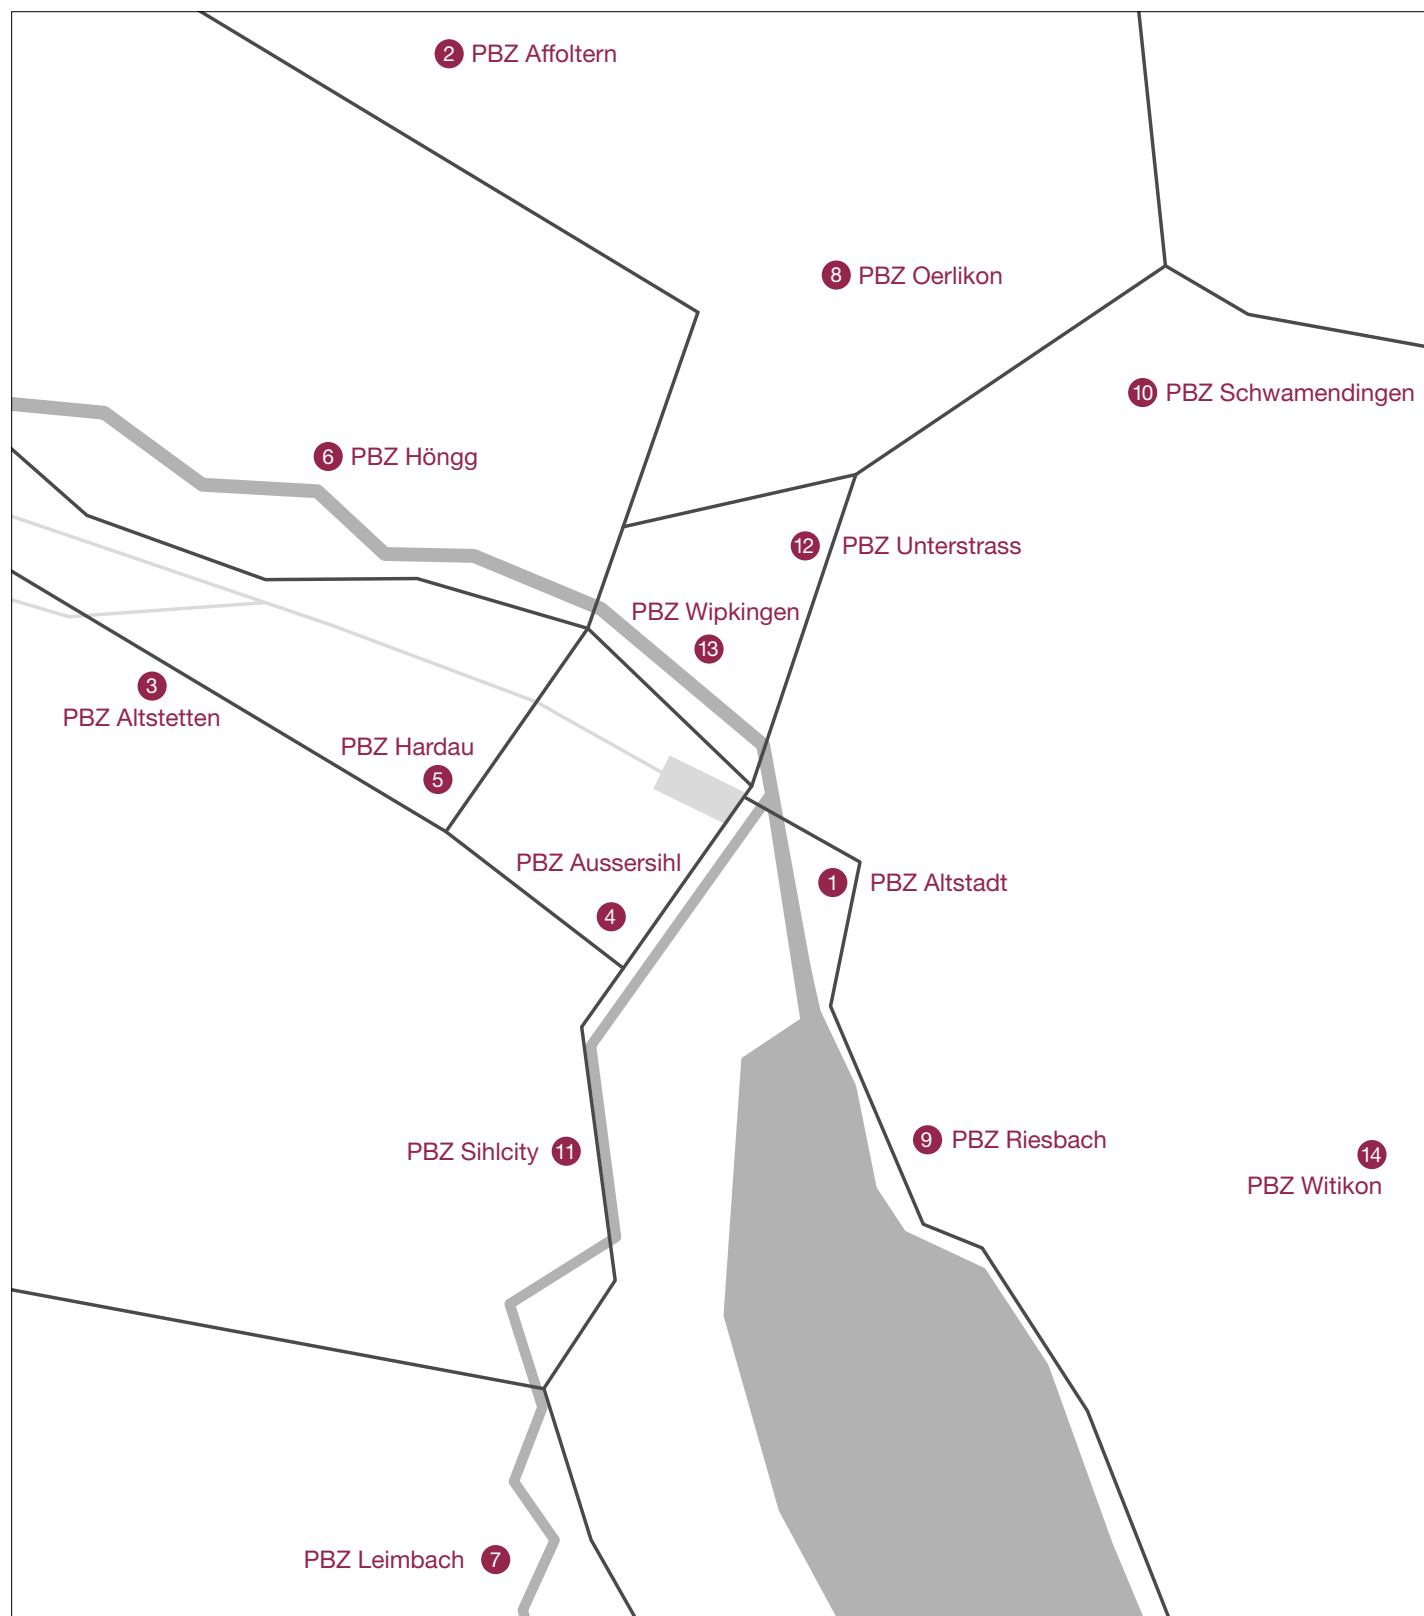 2 PBZ Affoltern
8 PBZ Oerlikon
10 PBZ Schwamendingen
6 PBZ Höngg
12 PBZ Unterstrass
PBZ Wipkingen
13
3
PBZ Altstetten
PBZ Hardau
5
PBZ Aussersihl
4
1 PBZ Altstadt
9 PBZ Riesbach
PBZ Sihlcity 11
14
PBZ Witikon
PBZ Leimbach 7